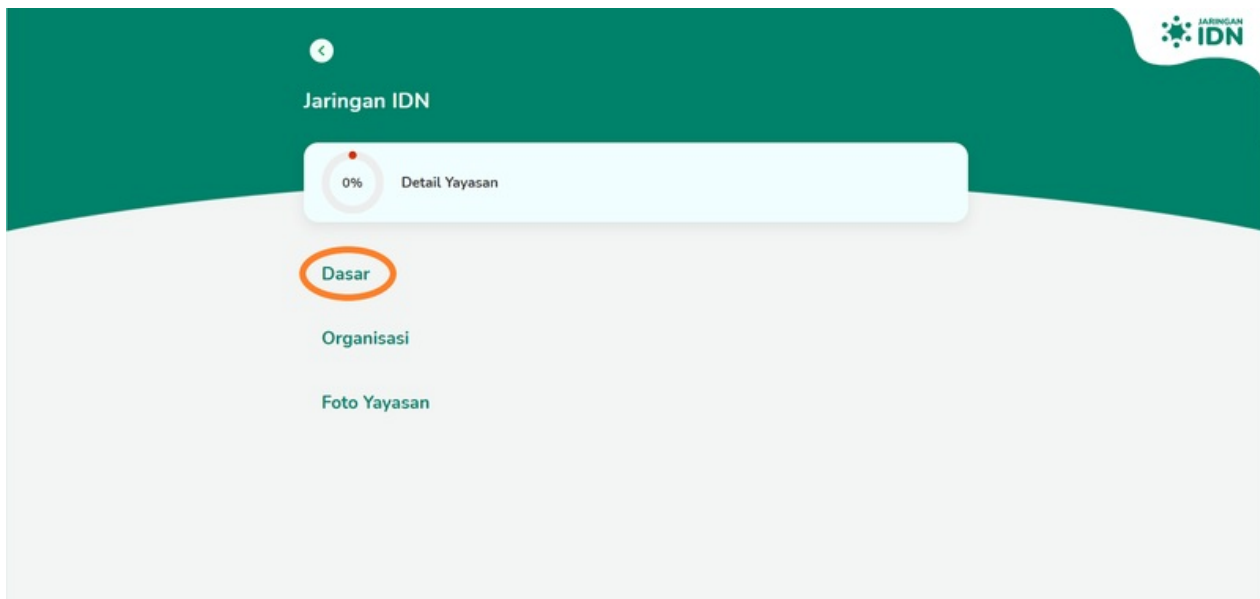 JARINGAN
IDN
Jaringan IDN
0%
Detail Yayasan
Dasar
Organisasi
Foto Yayasan